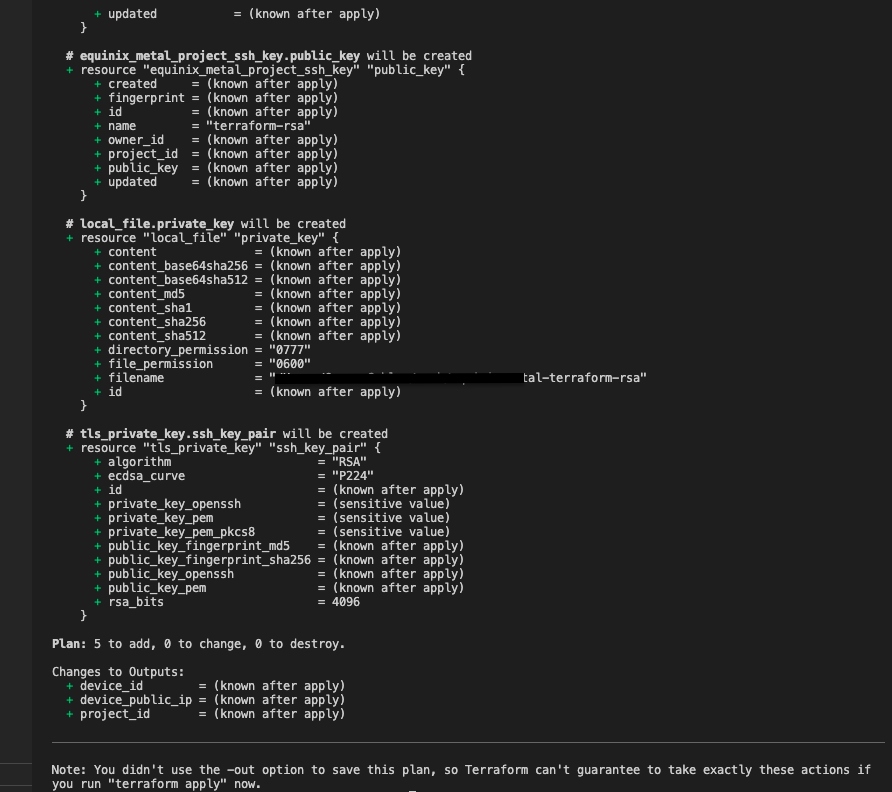 + updated = (known after apply)
}
# equinix_metal_project_ssh_key.public_key will be created
+ resource "equinix_metal_project_ssh_key" "public_key" {
+ created = (known after apply)
+ fingerprint = (known after apply)
+ id = (known after apply)
+ name = "terraform-rsa"
+ owner_id = (known after apply)
+ project_id = (known after apply)
+ public_key = (known after apply)
+ updated = (known after apply)
}
# local_file.private_key will be created
+ resource "local_file" "private_key" {
+ content = (known after apply)
+ content_base64sha256 = (known after apply)
+ content_base64sha512 = (known after apply)
+ content_md5 = (known after apply)
+ content_sha1 = (known after apply)
+ content_sha256 = (known after apply)
+ content_sha512 = (known after apply)
+ directory_permission = "0777"
+ file_permission = "0600"
+ filename = " tal-terraform-rsa"
+ id = (known after apply)
}
# tls_private_key.ssh_key_pair will be created
+ resource "tls_private_key" "ssh_key_pair" {
+ algorithm = "RSA"
+ ecdsa_curve = "P224"
+ id = (known after apply)
+ private_key_openssh = (sensitive value)
+ private_key_pem = (sensitive value)
+ private_key_pem_pkcs8 = (sensitive value)
+ public_key_fingerprint_md5 = (known after apply)
+ public_key_fingerprint_sha256 = (known after apply)
+ public_key_openssh = (known after apply)
+ public_key_pem = (known after apply)
+ rsa_bits = 4096
}
Plan: 5 to add, 0 to change, 0 to destroy.
Changes to Outputs:
+ device_id = (known after apply)
+ device_public_ip = (known after apply)
+ project_id = (known after apply)
Note: You didn't use the -out option to save this plan, so Terraform can't guarantee to take exactly these actions if
you run "terraform apply" now.